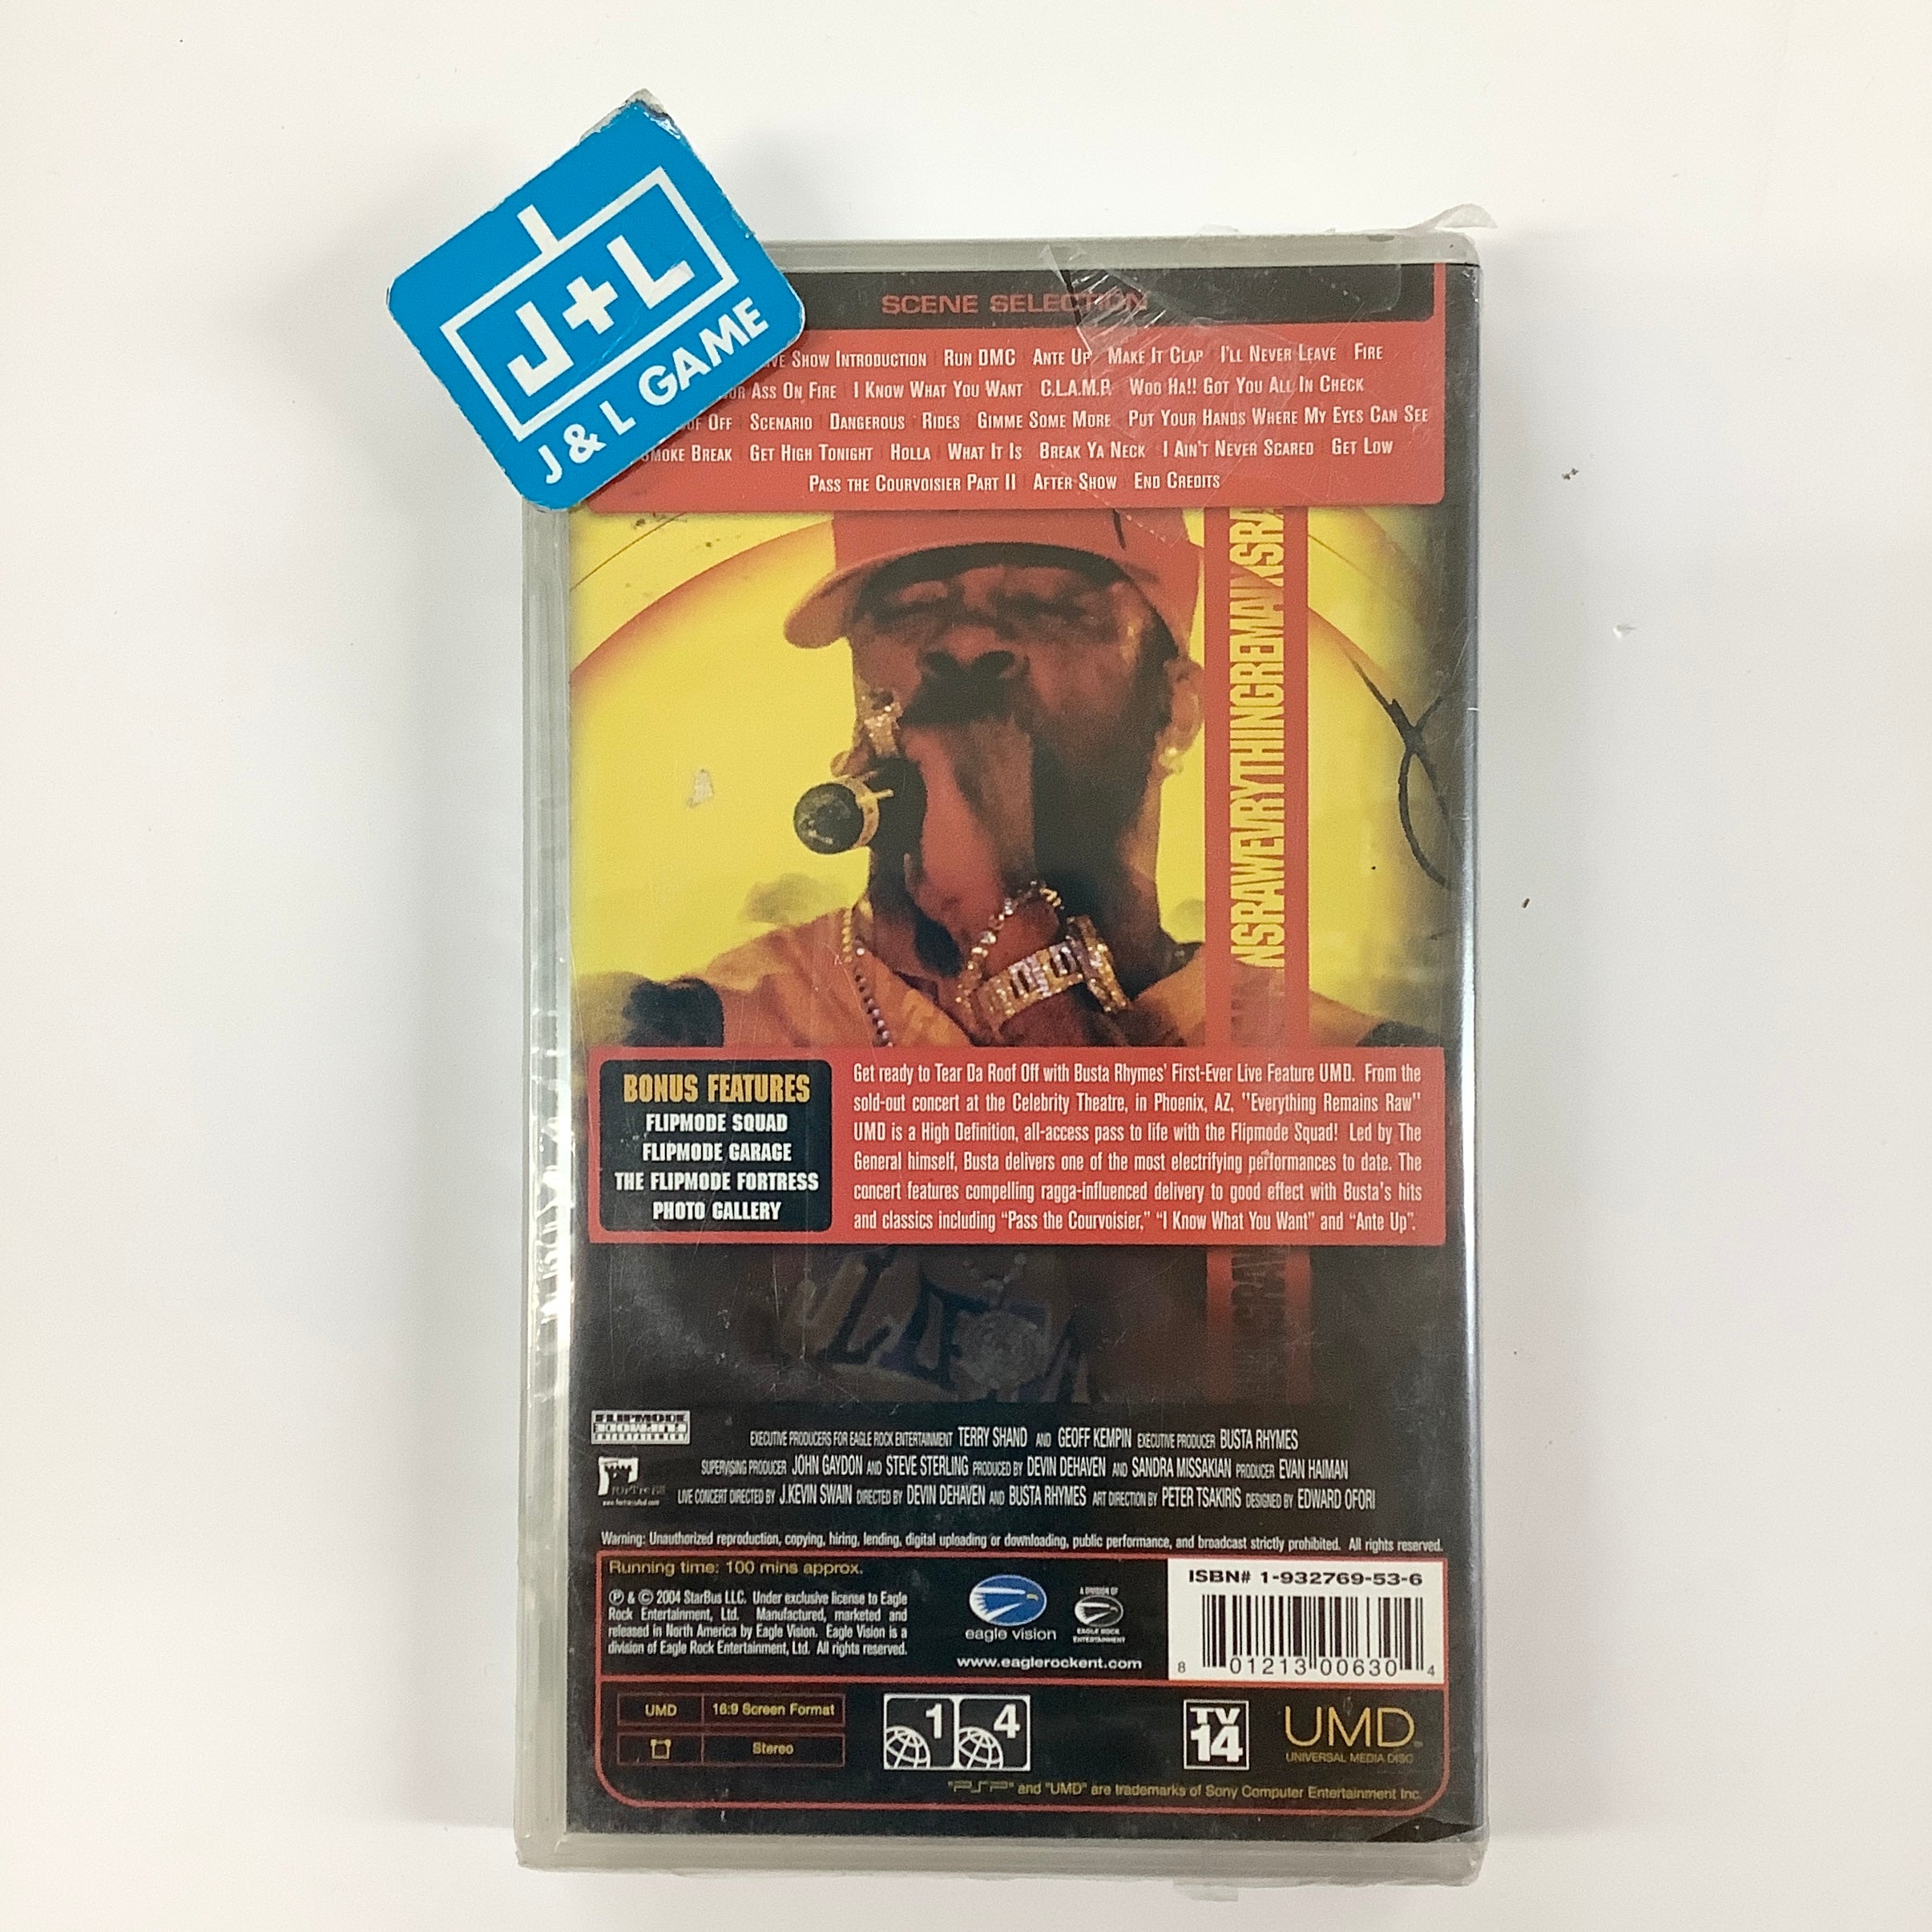 J+L
J & L GAME
SCENE SELECTION
Show Introduction Run DMC Ante Up Make It Clap I'll Never Leave Fire
Ass On Fire I Know What You Want C.L.A.M.P. Woo Ha!! Got You All In Check
Off Scenario Dangerous Rides Gimme Some More Put Your Hands Where My Eyes Can See
Smoke Break Get High Tonight Holla What It Is Break Ya Neck I Ain't Never Scared Get Low
Pass the Courvoisier Part II After Show End Credits
NSRAWEVRYTHINGREMAINSRA
BONUS FEATURES
FLIPMODE SQUAD
FLIPMODE GARAGE
THE FLIPMODE FORTRESS
PHOTO GALLERY
Get ready to Tear Da Roof Off with Busta Rhymes' First-Ever Live Feature UMD. From the
sold-out concert at the Celebrity Theatre, in Phoenix, AZ, "Everything Remains Raw"
UMD is a High Definition, all-access pass to life with the Flipmode Squad! Led by The
General himself, Busta delivers one of the most electrifying performances to date. The
concert features compelling ragga-influenced delivery to good effect with Busta's hits
and classics including "Pass the Courvoisier," "I Know What You Want" and "Ante Up".
FLIPMODE
ENTERTAINMENT
EXECUTIVE PRODUCERS FOR EAGLE ROCK ENTERTAINMENT TERRY SHAND AND GEOFF KEMPIN EXECUTIVE PRODUCER BUSTA RHYMES
SUPERVISING PRODUCER JOHN GAYDON AND STEVE STERLING PRODUCED BY DEVIN DEHAVEN AND SANDRA MISSAKIAN PRODUCER EVAN HAIMAN
LIVE CONCERT DIRECTED BY J.KEVIN SWAIN DIRECTED BY DEVIN DEHAVEN AND BUSTA RHYMES ART DIRECTION BY PETER TSAKIRIS DESIGNED BY EDWARD OFORI
Warning: Unauthorized reproduction, copying, hiring, lending, digital uploading or downloading, public performance, and broadcast strictly prohibited. All rights reserved.
Running time: 100 mins approx.
℗ & © 2004 StarBus LLC. Under exclusive license to Eagle
Rock Entertainment, Ltd. Manufactured, marketed and
released in North America by Eagle Vision. Eagle Vision is a
division of Eagle Rock Entertainment, Ltd. All rights reserved.
eagle vision
A DIVISION OF
EAGLE ROCK
ENTERTAINMENT
www.eaglerockent.com
ISBN# 1-932769-53-6
8 01213 00630 4
UMD 16:9 Screen Format
Stereo
1 4
TV
14
UMD
UNIVERSAL MEDIA DISC
"PSP" and "UMD" are trademarks of Sony Computer Entertainment Inc.